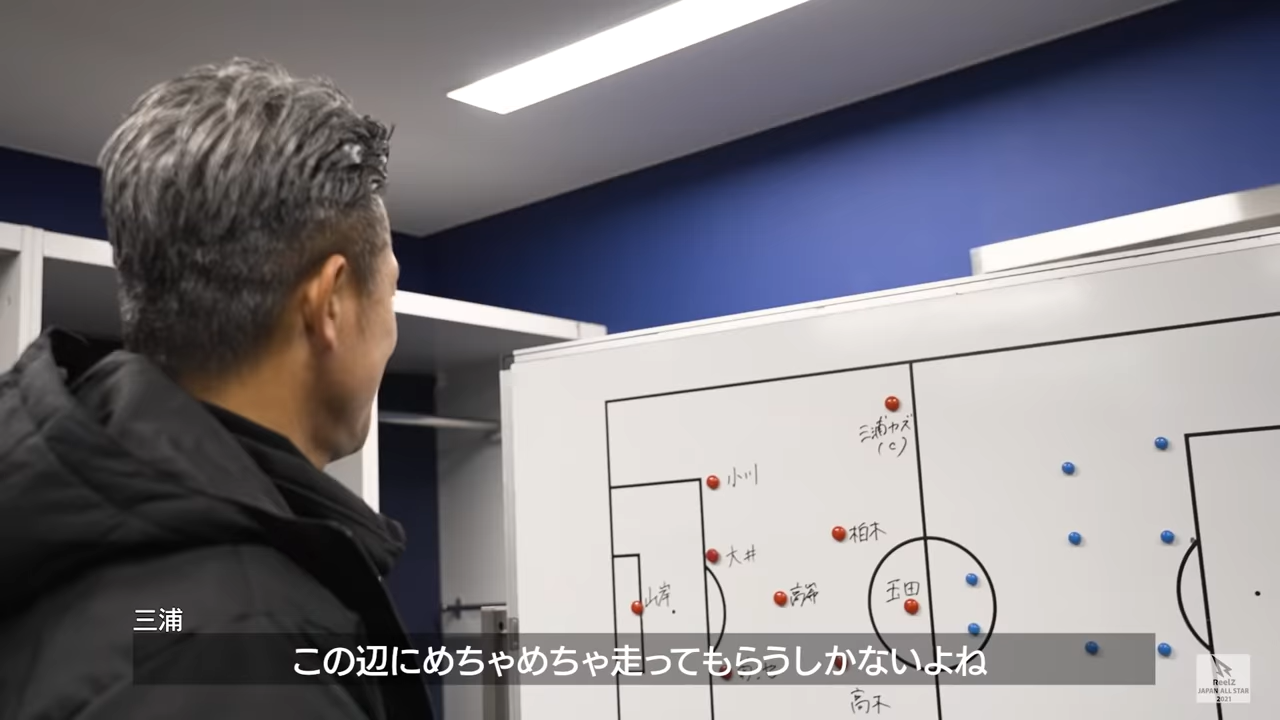 三浦カズ
(C)
小川
柏木
大井
玉田
山岸
高峯
三浦
この辺にめちゃめちゃ走ってもらうしかないよね
高木
ReelZ
JAPAN ALL STAR
2021